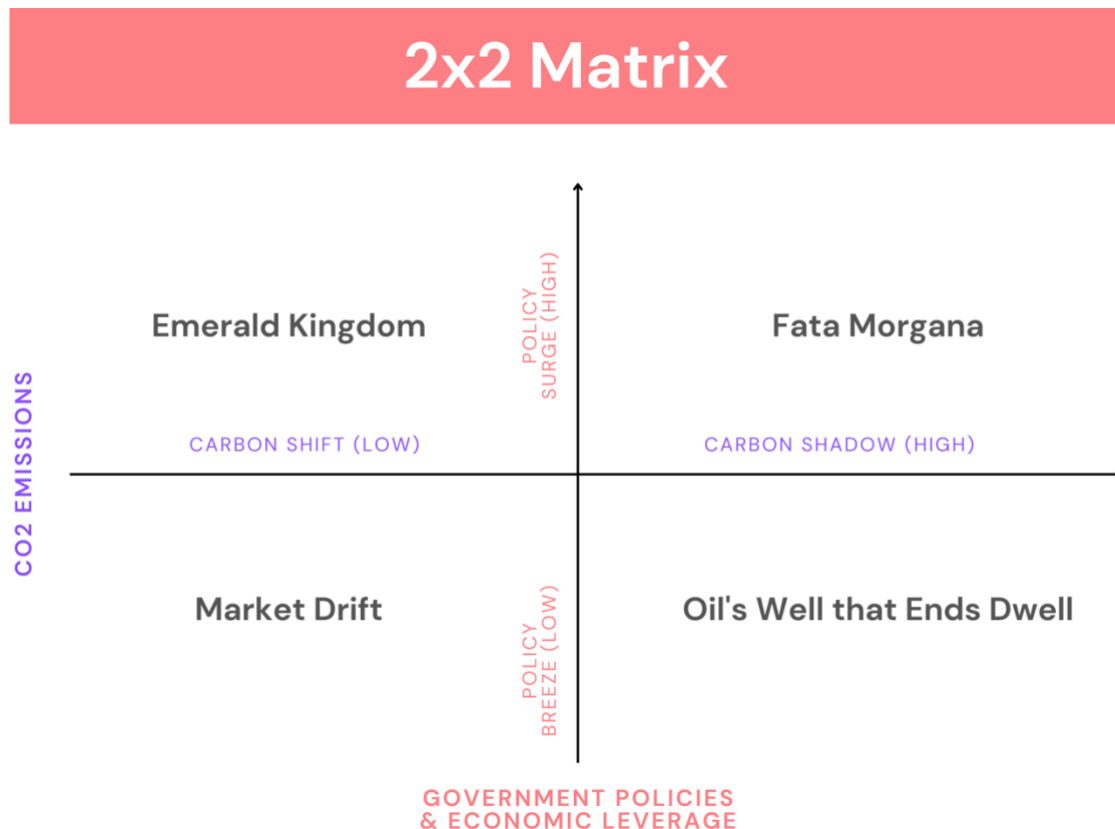 2x2 Matrix
POLICY
SURGE (HIGH)
Emerald Kingdom
Fata Morgana
CO2 EMISSIONS
CARBON SHIFT (LOW)
CARBON SHADOW (HIGH)
POLICY
BREEZE (LOW)
Market Drift
Oil's Well that Ends Dwell
GOVERNMENT POLICIES
& ECONOMIC LEVERAGE